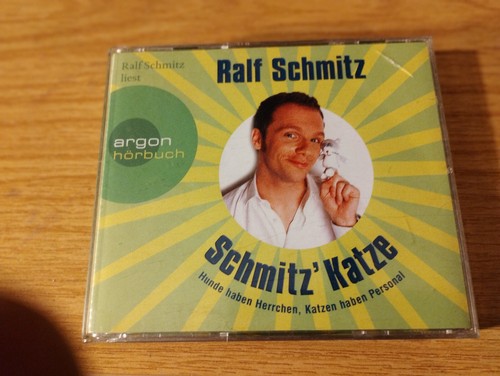 Ralf Schmitz
liest
Ralf Schmitz
argon
hörbuch
Schmitz' Katze
Hunde haben Herrchen, Katzen haben Personal